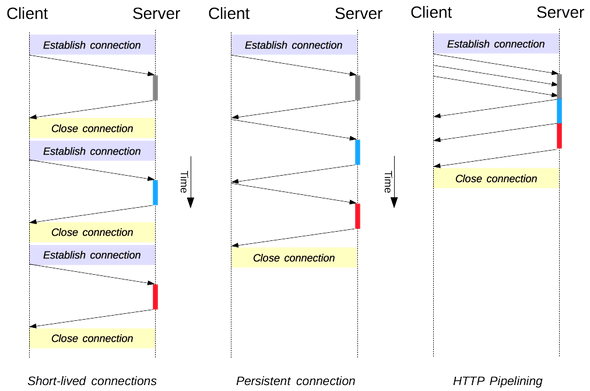 Client Server
Establish connection
Close connection
Establish connection
Close connection
Establish connection
Close connection
Short-lived connections
Time
Client Server
Establish connection
Close connection
Persistent connection
Time
Client Server
Establish connection
Close connection
HTTP Pipelining